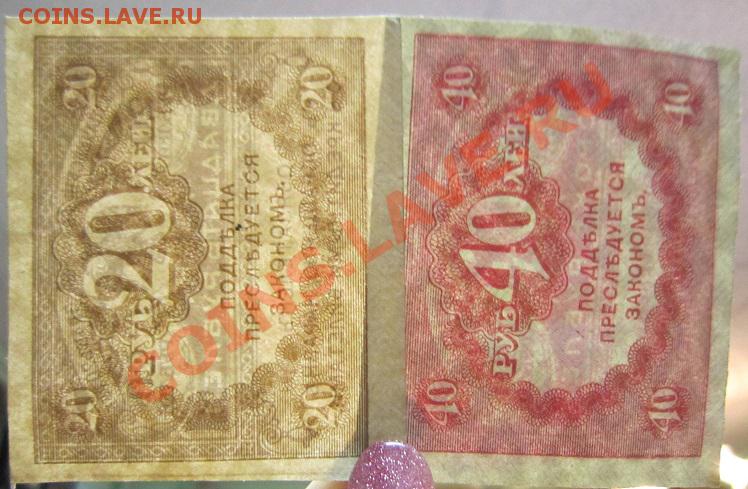 COINS.LAVE.RU
20
20
РУБ 20 ЛЕЙ
ПОДДѢЛКА
ПРЕСЛѢДУЕТСЯ
ЗАКОНОМЪ.
20
20
40
40
РУБ 40 ЛЕЙ
ПОДДѢЛКА
ПРЕСЛѢДУЕТСЯ
ЗАКОНОМЪ.
40
40
COINS.LAVE.RU